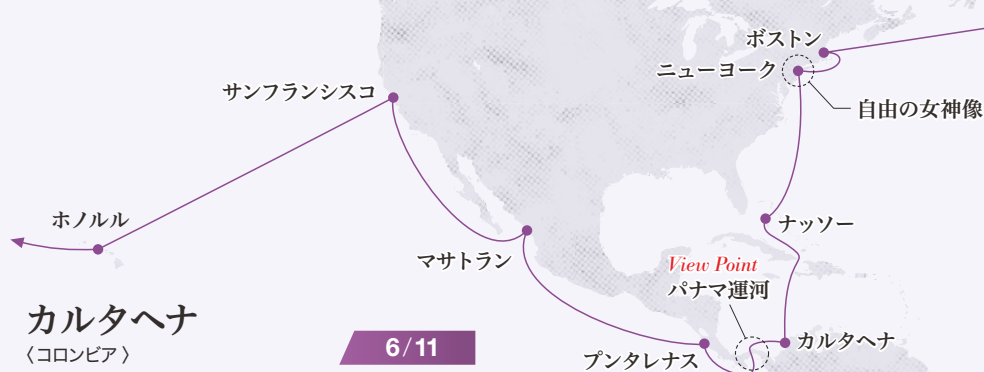 ボストン
ニューヨーク
自由の女神像
サンフランシスコ
ホノルル
ナッソー
マサトラン
View Point
パナマ運河
カルタヘナ
〈コロンビア〉
6/11
カルタヘナ
プンタレナス